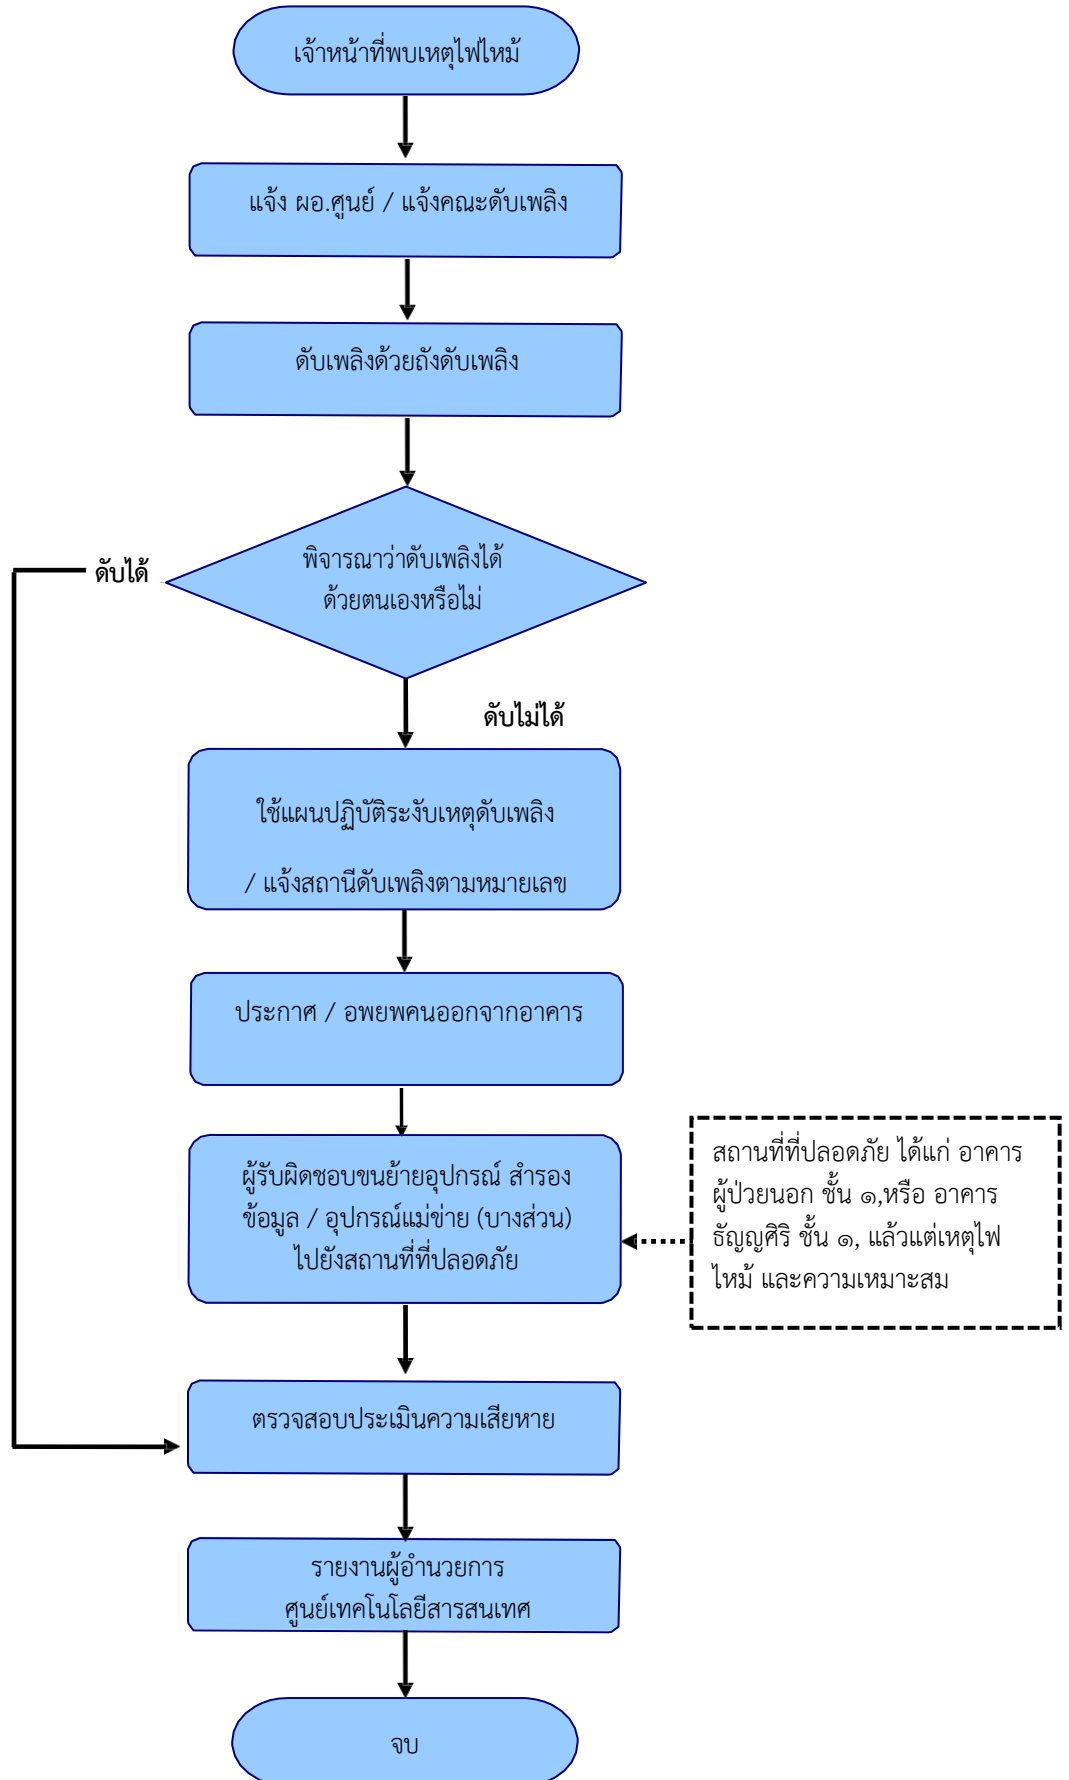 เจ้าหน้าที่พบเหตุไฟไหม้
แจ้ง ผอ.ศูนย์ / แจ้งคณะดับเพลิง
ดับเพลิงด้วยถังดับเพลิง
พิจารณาว่าดับเพลิงได้
ด้วยตนเองหรือไม่
ดับได้
ดับไม่ได้
ใช้แผนปฏิบัติระงับเหตุดับเพลิง
/ แจ้งสถานีดับเพลิงตามหมายเลข
ประกาศ / อพยพคนออกจากอาคาร
ผู้รับผิดชอบขนย้ายอุปกรณ์ สำรอง
ข้อมูล / อุปกรณ์แม่ข่าย (บางส่วน)
ไปยังสถานที่ที่ปลอดภัย
สถานที่ที่ปลอดภัย ได้แก่ อาคาร
ผู้ป่วยนอก ชั้น ๑,หรือ อาคาร
ธัญญศิริ ชั้น ๑, แล้วแต่เหตุไฟ
ไหม้ และความเหมาะสม
ตรวจสอบประเมินความเสียหาย
รายงานผู้อำนวยการ
ศูนย์เทคโนโลยีสารสนเทศ
จบ